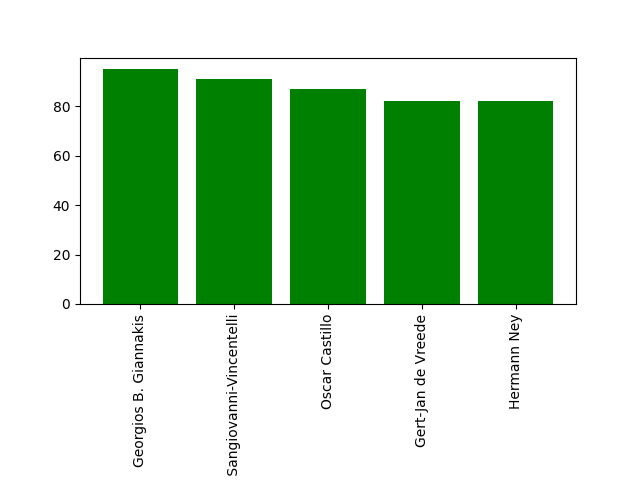 80
60
40
20
0
Georgios B. Giannakis
Sangiovanni-Vincentelli
Oscar Castillo
Gert-Jan de Vreede
Hermann Ney